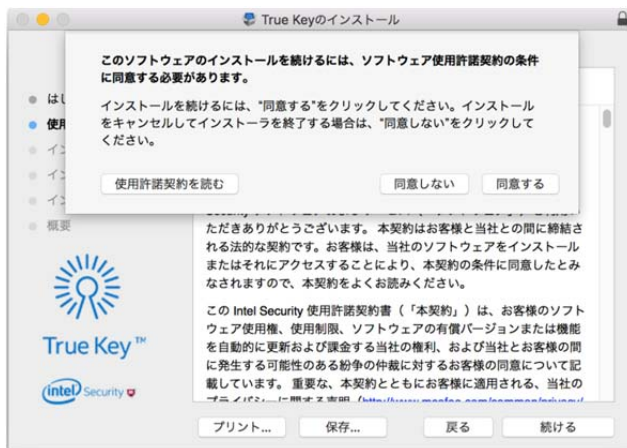 True Keyのインストール
このソフトウェアのインストールを続けるには、ソフトウェア使用許諾契約の条件
に同意する必要があります。
インストールを続けるには、"同意する"をクリックしてください。インストール
をキャンセルしてインストーラを終了する場合は、"同意しない"をクリックして
ください。
使用許諾契約を読む
同意しない
同意する
概要
ただきありがとうございます。 本契約はお客様と当社との間に締結さ
れる法的な契約です。お客様は、当社のソフトウェアをインストール
またはそれにアクセスすることにより、本契約の条件に同意したとみ
なされますので、本契約をよくお読みください。
この Intel Security 使用許諾契約書（「本契約」）は、お客様のソフト
ウェア使用権、使用制限、ソフトウェアの有償バージョンまたは機能
を自動的に更新および課金する当社の権利、および当社とお客様の間
に発生する可能性のある紛争の仲裁に対するお客様の同意について記
載しています。 重要な、本契約とともにお客様に適用される、当社の
True Key™
intel Security
プリント...
保存...
戻る
続ける